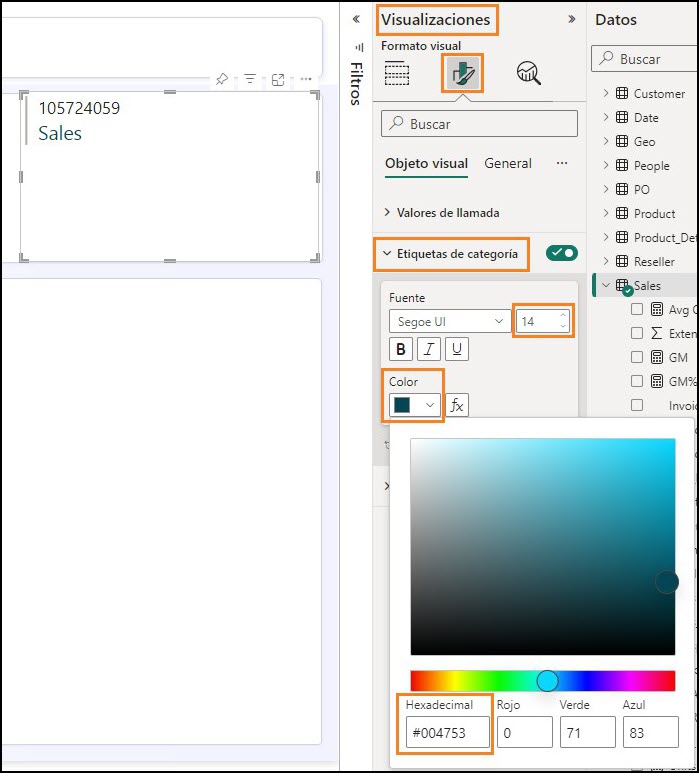 105724059
Sales
Filtros
Visualizaciones
Formato visual
Buscar
Objeto visual
General
Valores de llamada
Etiquetas de categoría
Fuente
Segoe UI
14
B
I
U
Color
fx
Hexadecimal
Rojo
Verde
Azul
#004753
0
71
83
Datos
Buscar
Customer
Date
Geo
People
PO
Product
Product_Det
Reseller
Sales
Avg
Exten
GM
GM%
Invoi